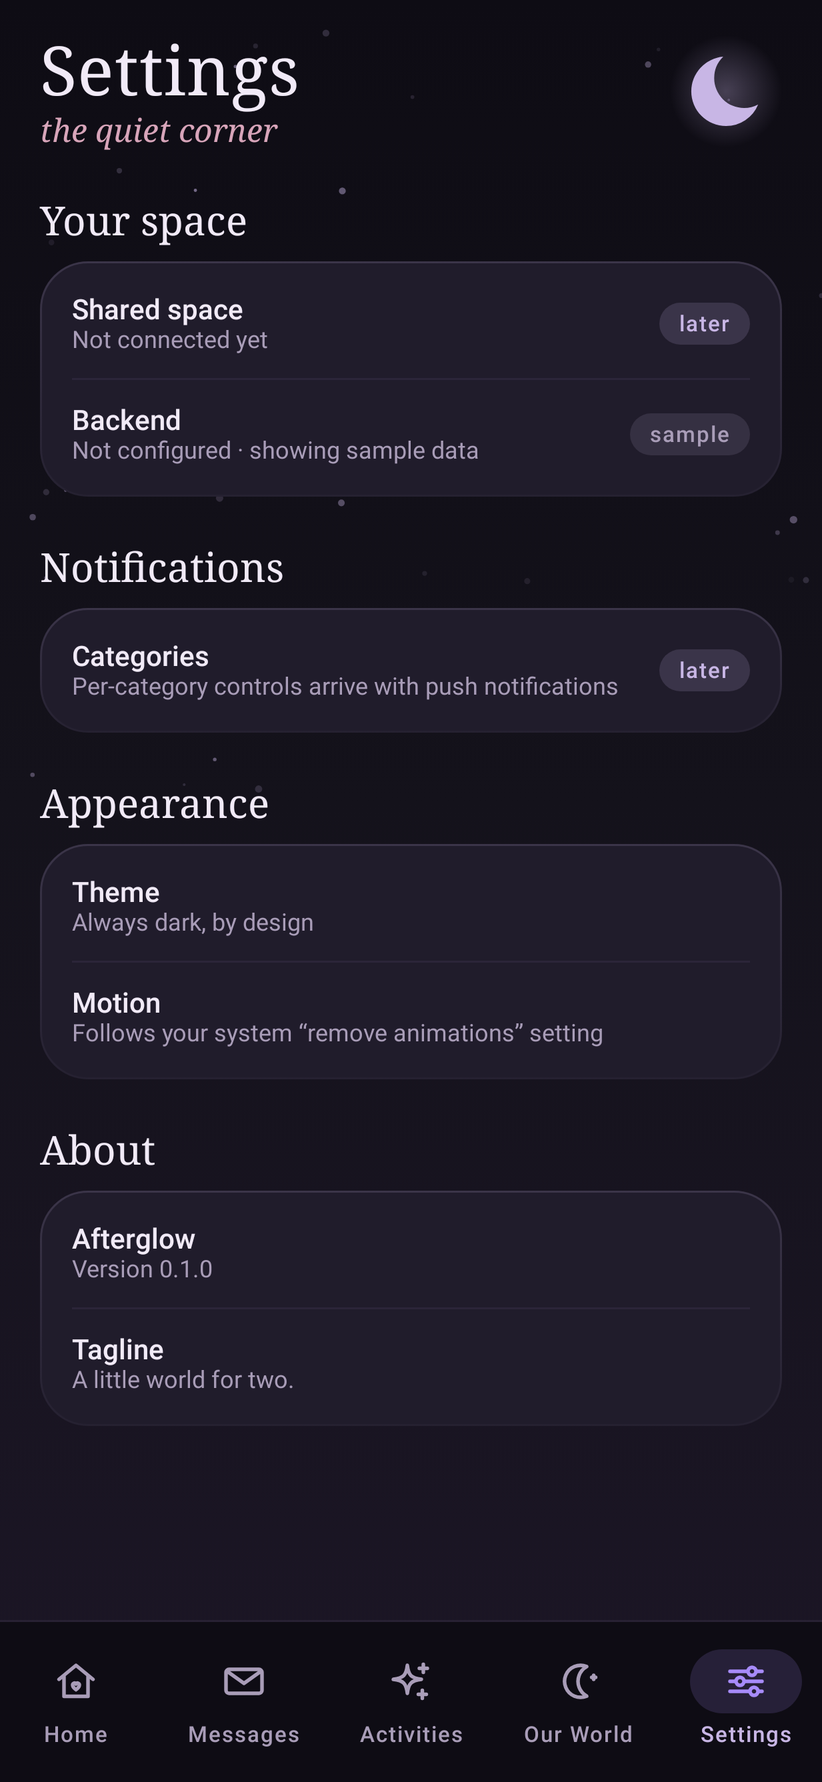 Settings
the quiet corner
Your space
Shared space
Not connected yet
later
Backend
Not configured · showing sample data
sample
Notifications
Categories
Per-category controls arrive with push notifications
later
Appearance
Theme
Always dark, by design
Motion
Follows your system “remove animations” setting
About
Afterglow
Version 0.1.0
Tagline
A little world for two.
Home
Messages
Activities
Our World
Settings